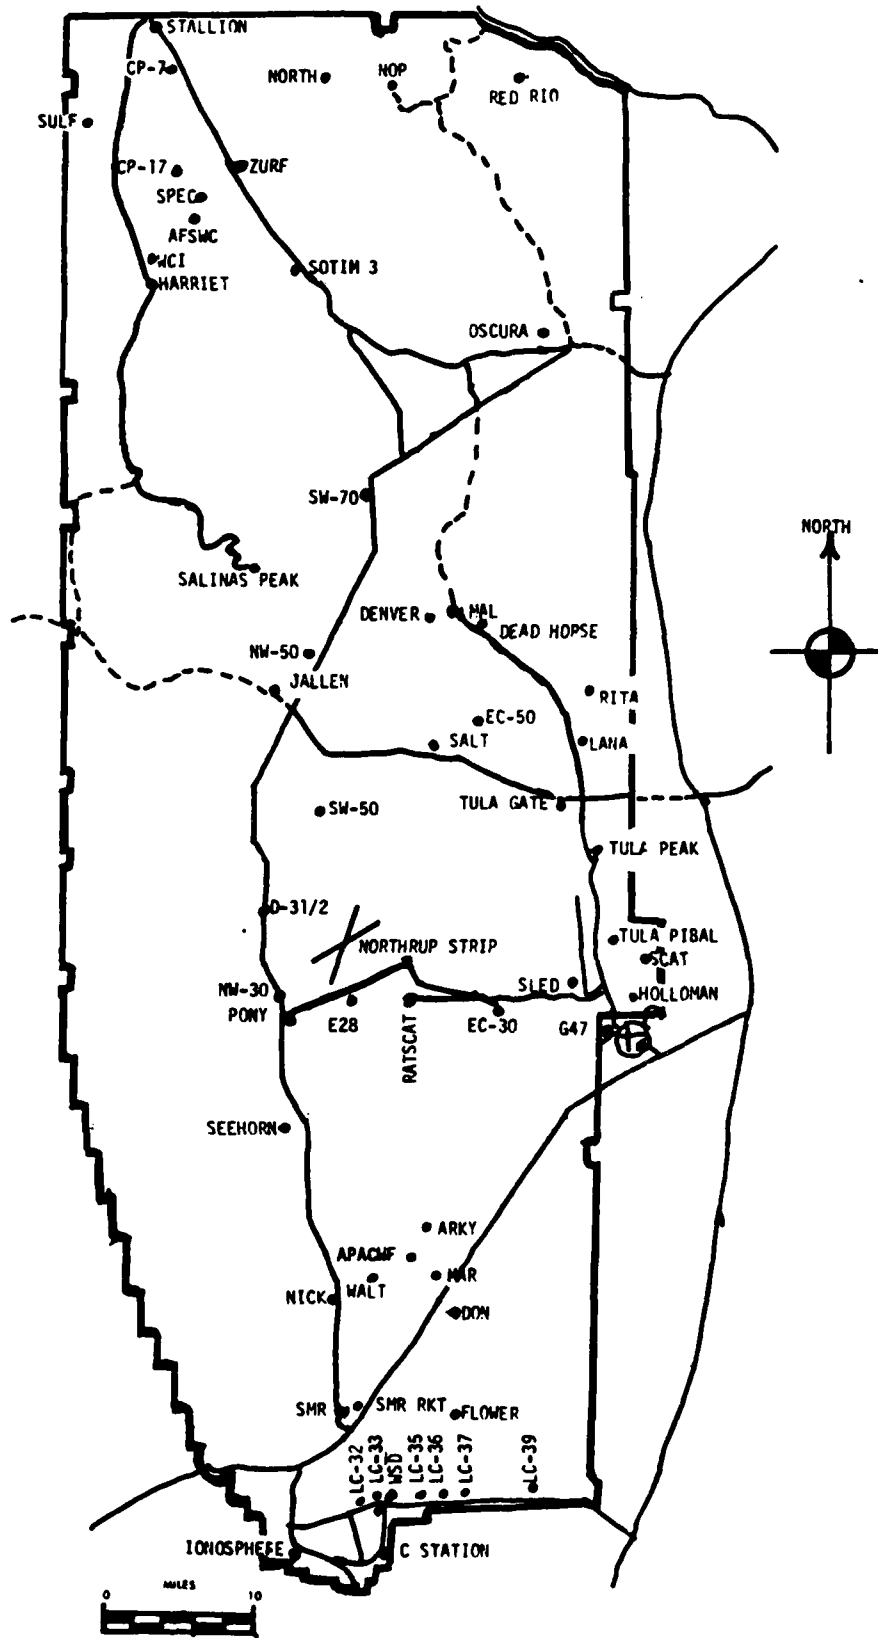 STALLION
CP-7
NORTH
NOP
RED RIO
SULF
CP-17
ZURF
SPEC
AFSWC
WCI
HARRIET
SOTIM 3
OSCURA
SW-70
NORTH
SALINAS PEAK
DENVER
MAL
DEAD HORSE
NW-50
JALLEN
RITA
EC-50
SALT
LANA
TULA GATE
SW-50
TULA PEAK
D-31/2
NORTHRUP STRIP
TULA PIBAL
SCAT
SLED
NW-30
HOLLOMAN
PONY
E28
RATSCAT
EC-30
G47
SEEHORN
ARKY
APACWF
MAR
WALT
NICK
DON
SMR
SMR RKT
FLOWER
LC-32
LC-33
WSD
LC-35
LC-36
LC-37
LC-39
IONOSPHERE
C STATION
MILES
0 10